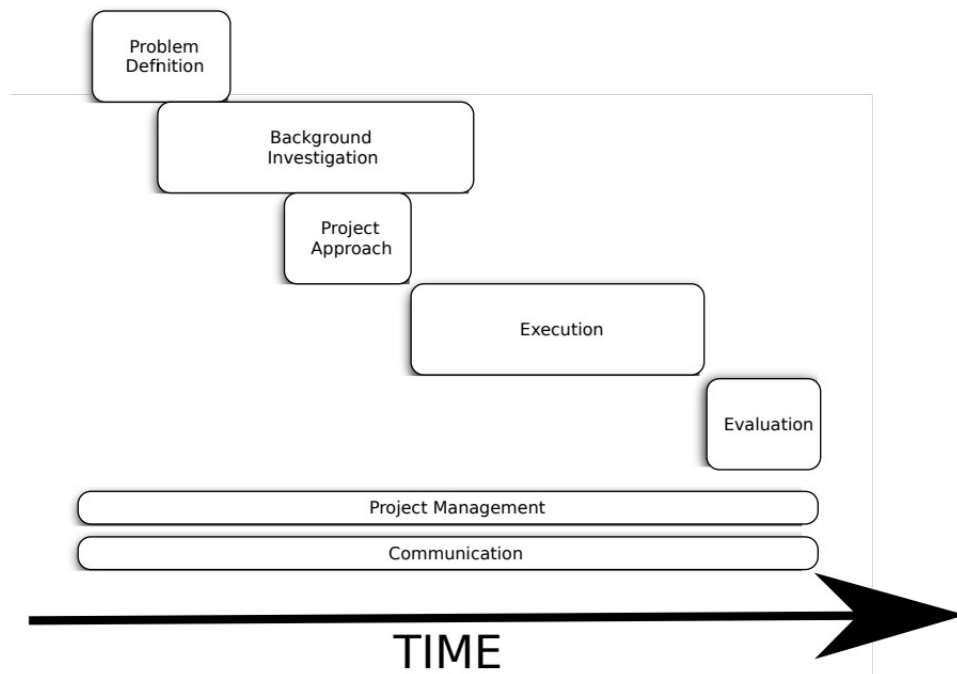 Problem
Definition
Background
Investigation
Project
Approach
Execution
Evaluation
Project Management
Communication
TIME